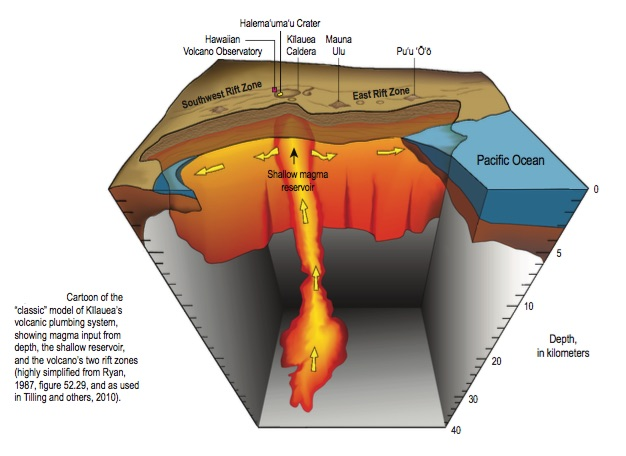 Halema'uma'u Crater
Hawaiian
Volcano Observatory
Kīlauea
Caldera
Mauna
Ulu
Pu'u 'Ō'ō
Southwest Rift Zone
East Rift Zone
Pacific Ocean
Shallow magma
reservoir
0
5
10
20
30
40
Depth,
in kilometers
Cartoon of the
"classic" model of Kīlauea's
volcanic plumbing system,
showing magma input from
depth, the shallow reservoir,
and the volcano's two rift zones
(highly simplified from Ryan,
1987, figure 52.29, and as used
in Tilling and others, 2010).